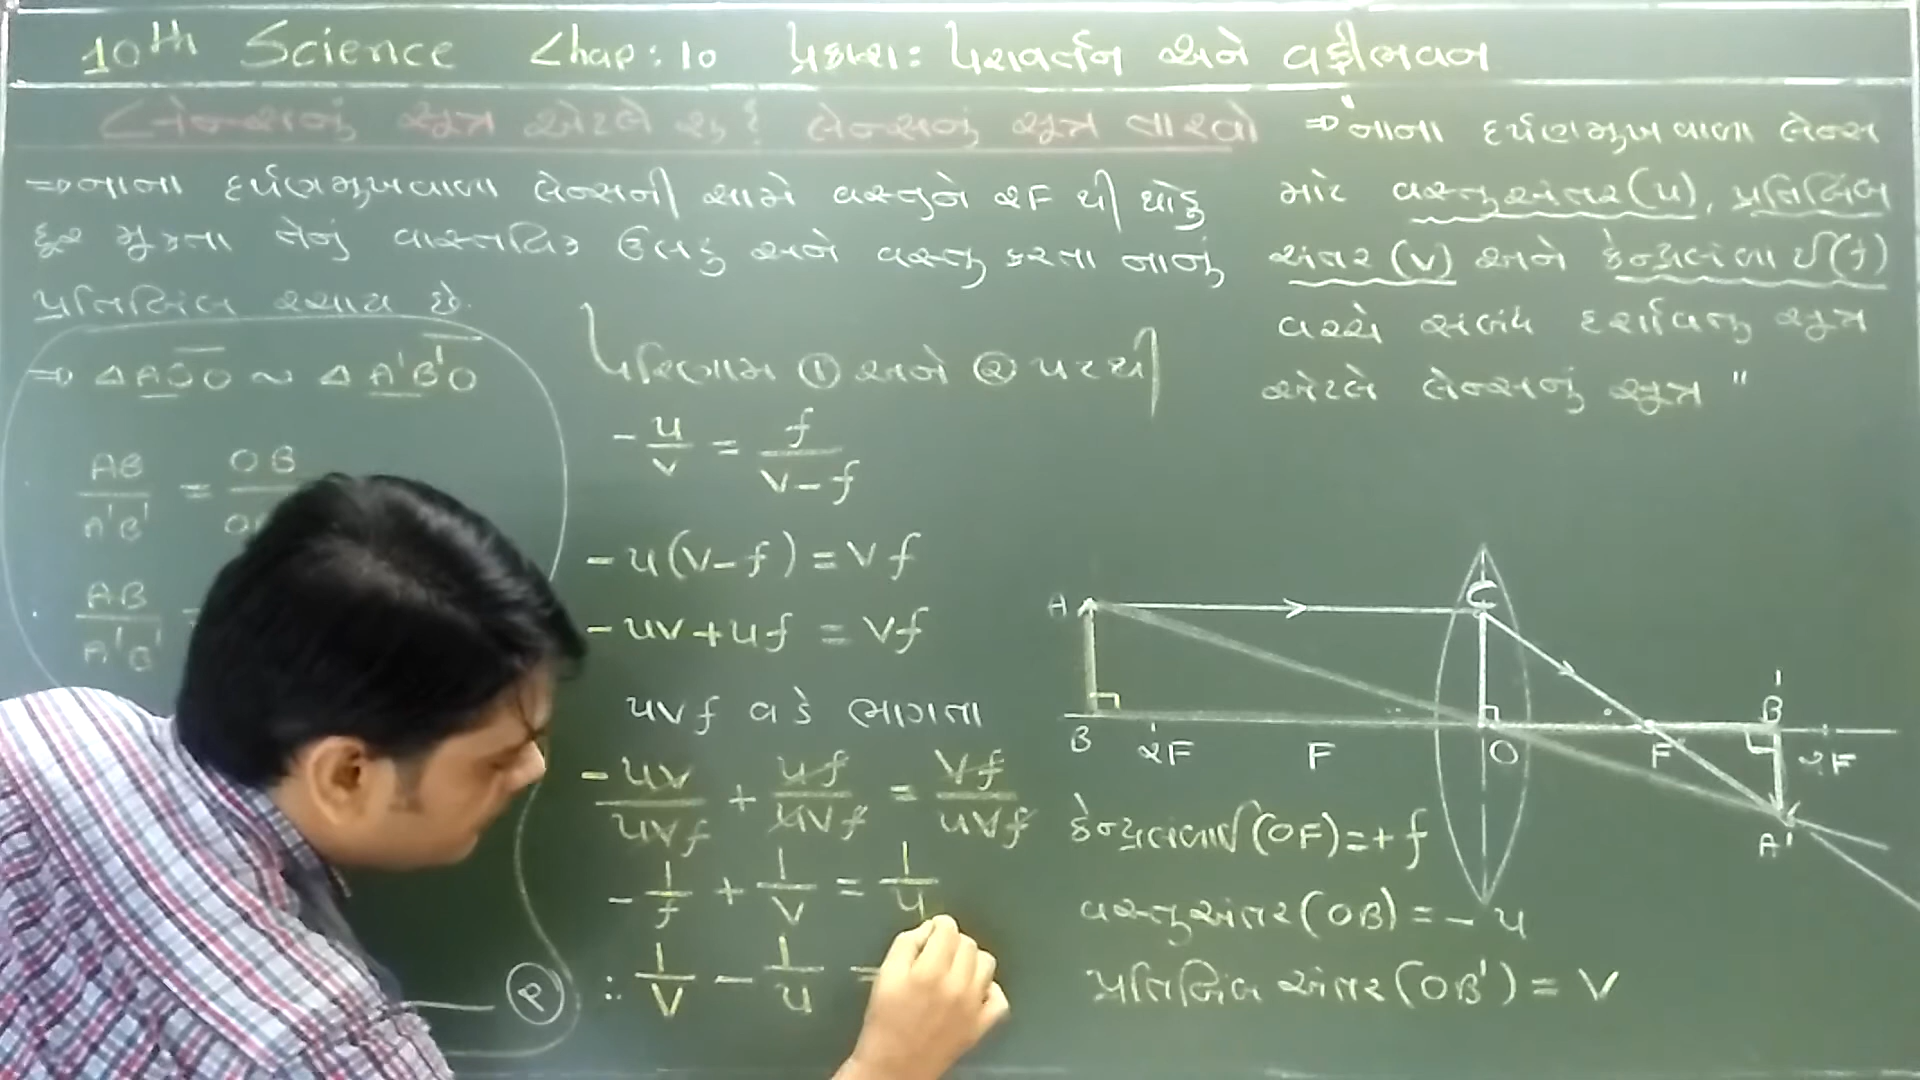 10th Science Chap: 10 પ્રકાશ: પરાવર્તન અને વક્રીભવન
લેન્સનું સૂત્ર એટલે શું? લેન્સનું સૂત્ર તારવો
⇒ નાના દર્પણમુખવાળા લેન્સની સામે વસ્તુને ૨F થી થોડુ
દૂર મુકતા તેનું વાસ્તવિક ઉલટુ અને વસ્તુ કરતા નાનું
પ્રતિબિંબ રચાય છે.
⇒ "નાના દર્પણમુખવાળા લેન્સ
માટે વસ્તુઅંતર(u), પ્રતિબિંબ
અંતર(v) અને કેન્દ્રલંબાઈ(f)
વચ્ચે સંબંધ દર્શાવતુ સૂત્ર
એટલે લેન્સનું સૂત્ર"
⇒ △ABO ~ △A'B'O
AB/A'B' = OB
AB/A'B' =
પરિણામ ① અને ② પરથી
-u/v = f/v-f
-u(v-f) = vf
-uv+uf = vf
uvf વડે ભાગતા
-uv/uvf + uf/uvf = vf/uvf
-1/f + 1/v = 1/u
∴ 1/v - 1/u =
A C
B ૨F F O F B' ૨F
A'
કેન્દ્રલંબાઈ(OF)=+f
વસ્તુઅંતર(OB)=-u
પ્રતિબિંબ અંતર(OB')=v